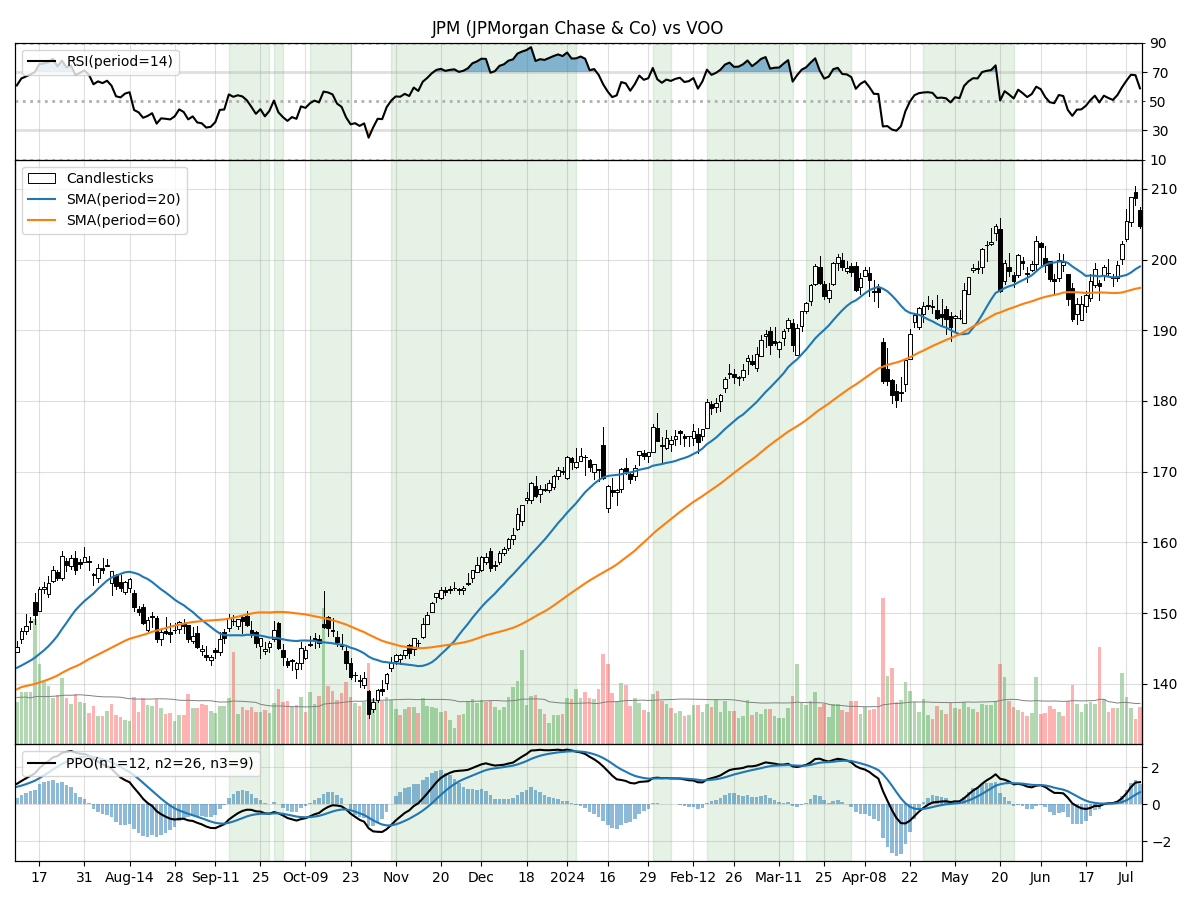 JPM (JPMorgan Chase & Co) vs VOO
RSI(period=14)
90
70
50
30
10
Candlesticks
SMA(period=20)
SMA(period=60)
210
200
190
180
170
160
150
140
PPO(n1=12, n2=26, n3=9)
2
0
−2
17 31 Aug-14 28 Sep-11 25 Oct-09 23 Nov 20 Dec 18 2024 16 29 Feb-12 26 Mar-11 25 Apr-08 22 May 20 Jun 17 Jul